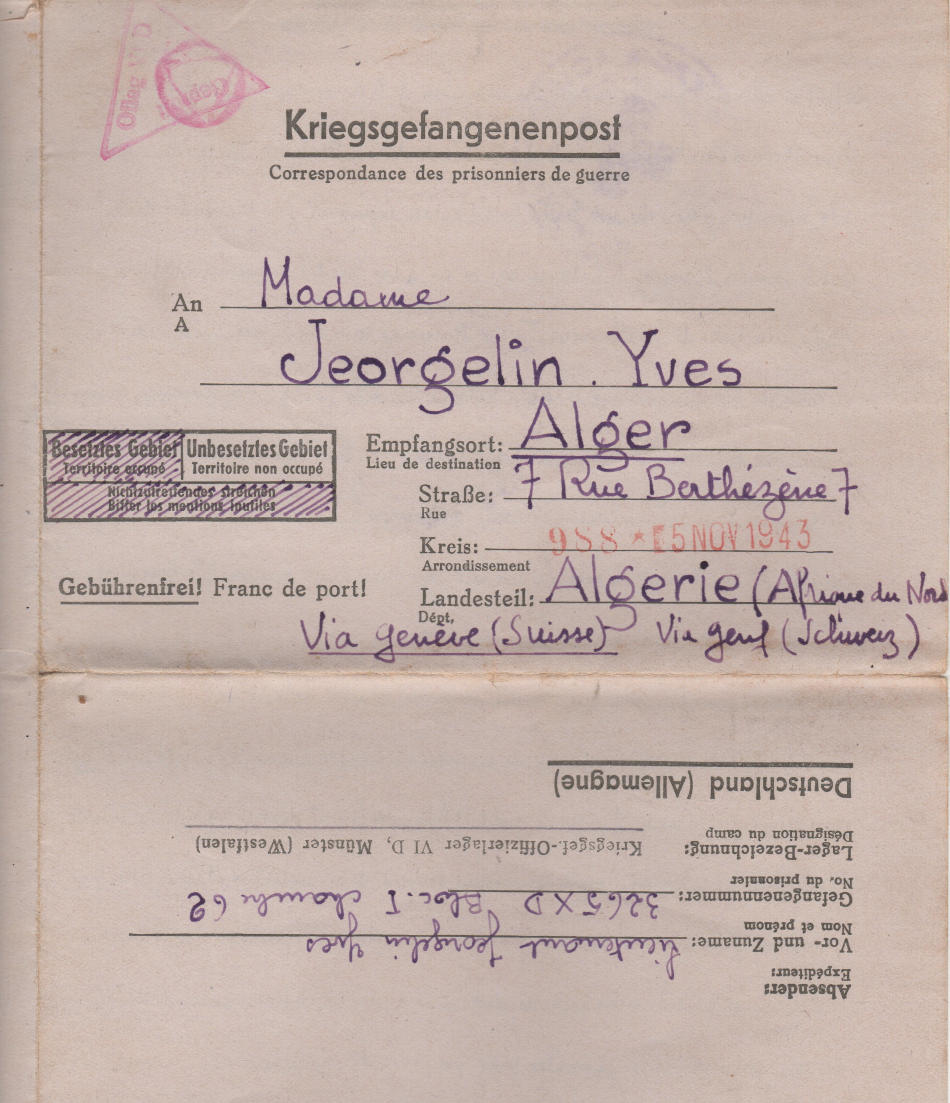 Oflag VI D
Gepr.
Kriegsgefangenenpost
Correspondance des prisonniers de guerre
An Madame
A
Jeorgelin . Yves
Empfangsort: Alger
Lieu de destination
Straße: 7 Rue Berthézène 7
Rue
Kreis: 988 * 15 NOV 1943
Arrondissement
Landesteil: Algerie (Afrique du Nord
Dépt.
Via Genève (Suisse) Via Genf (Schweiz)
Besetztes Gebiet Unbesetztes Gebiet
Territoire occupé Territoire non occupé
Nichtzutreffendes streichen
Biffer les mentions inutiles
Gebührenfrei! Franc de port!
Absender:
Expéditeur:
Vor- und Zuname: Lieutenant Jeorgelin Yves
Nom et prénom
Gefangenennummer: 3265 X D Bloc. I chambre 62
No. du prisonnier
Lager-Bezeichnung: Kriegsgef.-Offizierlager VI D, Münster (Westfalen)
Désignation du camp
Deutschland (Allemagne)